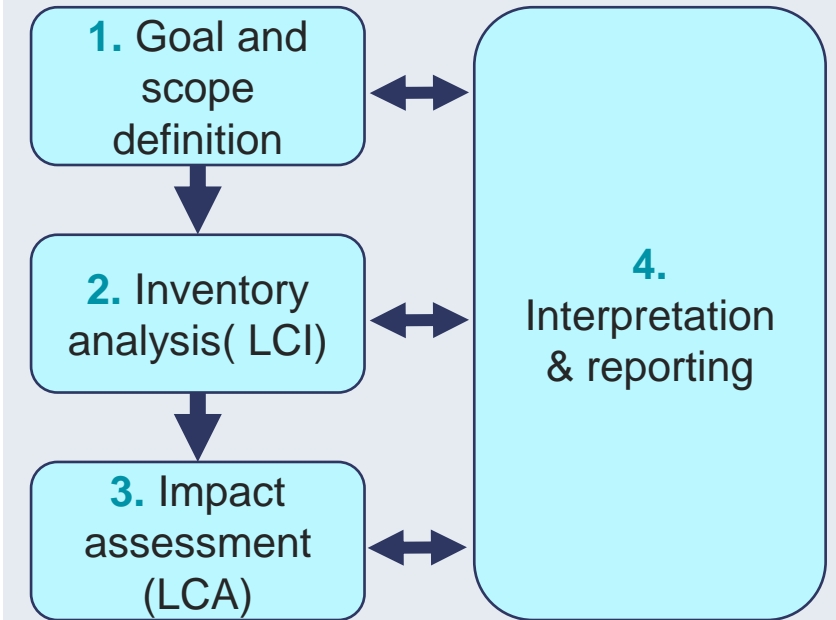 1. Goal and
scope
definition
2. Inventory
analysis( LCI)
3. Impact
assessment
(LCA)
4.
Interpretation
& reporting